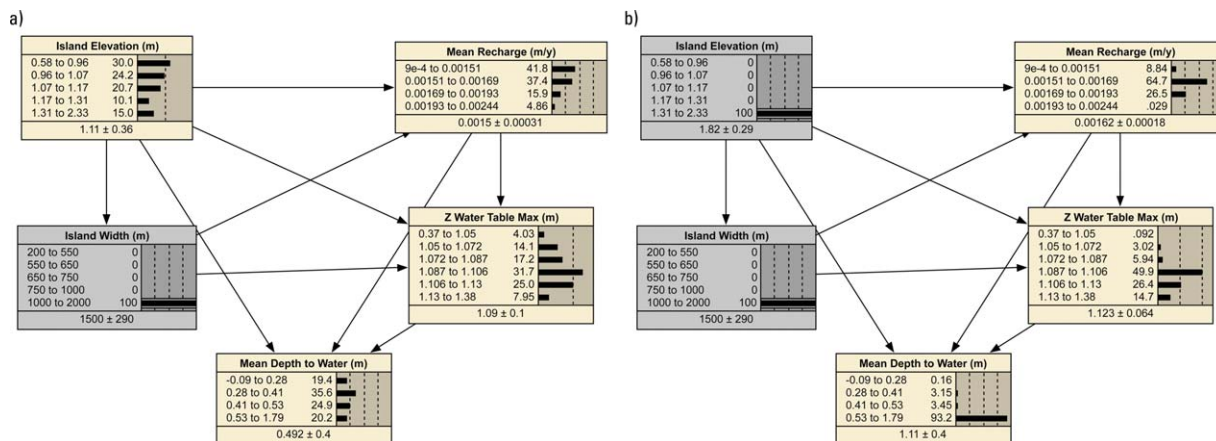 a)
Island Elevation (m)
0.58 to 0.96 30.0
0.96 to 1.07 24.2
1.07 to 1.17 20.7
1.17 to 1.31 10.1
1.31 to 2.33 15.0
1.11 ± 0.36
Mean Recharge (m/y)
9e-4 to 0.00151 41.8
0.00151 to 0.00169 37.4
0.00169 to 0.00193 15.9
0.00193 to 0.00244 4.86
0.0015 ± 0.00031
Island Width (m)
200 to 550 0
550 to 650 0
650 to 750 0
750 to 1000 0
1000 to 2000 100
1500 ± 290
Z Water Table Max (m)
0.37 to 1.05 4.03
1.05 to 1.072 14.1
1.072 to 1.087 17.2
1.087 to 1.106 31.7
1.106 to 1.13 25.0
1.13 to 1.38 7.95
1.09 ± 0.1
Mean Depth to Water (m)
-0.09 to 0.28 19.4
0.28 to 0.41 35.6
0.41 to 0.53 24.9
0.53 to 1.79 20.2
0.492 ± 0.4
b)
Island Elevation (m)
0.58 to 0.96 0
0.96 to 1.07 0
1.07 to 1.17 0
1.17 to 1.31 0
1.31 to 2.33 100
1.82 ± 0.29
Mean Recharge (m/y)
9e-4 to 0.00151 8.84
0.00151 to 0.00169 64.7
0.00169 to 0.00193 26.5
0.00193 to 0.00244 .029
0.00162 ± 0.00018
Island Width (m)
200 to 550 0
550 to 650 0
650 to 750 0
750 to 1000 0
1000 to 2000 100
1500 ± 290
Z Water Table Max (m)
0.37 to 1.05 .092
1.05 to 1.072 3.02
1.072 to 1.087 5.94
1.087 to 1.106 49.9
1.106 to 1.13 26.4
1.13 to 1.38 14.7
1.123 ± 0.064
Mean Depth to Water (m)
-0.09 to 0.28 0.16
0.28 to 0.41 3.15
0.41 to 0.53 3.45
0.53 to 1.79 93.2
1.11 ± 0.4